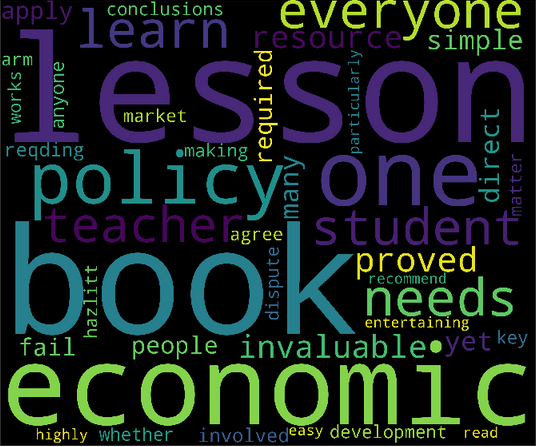 apply
conclusions
everyone
learn
resource
simple
lesson
arm
works
anyone
market
required
particularly
direct
reqding
making
policy
many
one
matter
teacher
agree
student
book
hazlitt
dispute
proved
recommend
needs
entertaining
fail
people
invaluable
yet
key
economic
highly
whether
involved
easy
development
read